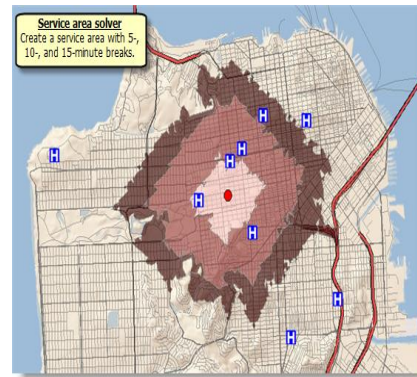 Service area solver
Create a service area with 5-,
10-, and 15-minute breaks.
H
H
H
H
H
H
H
H
H